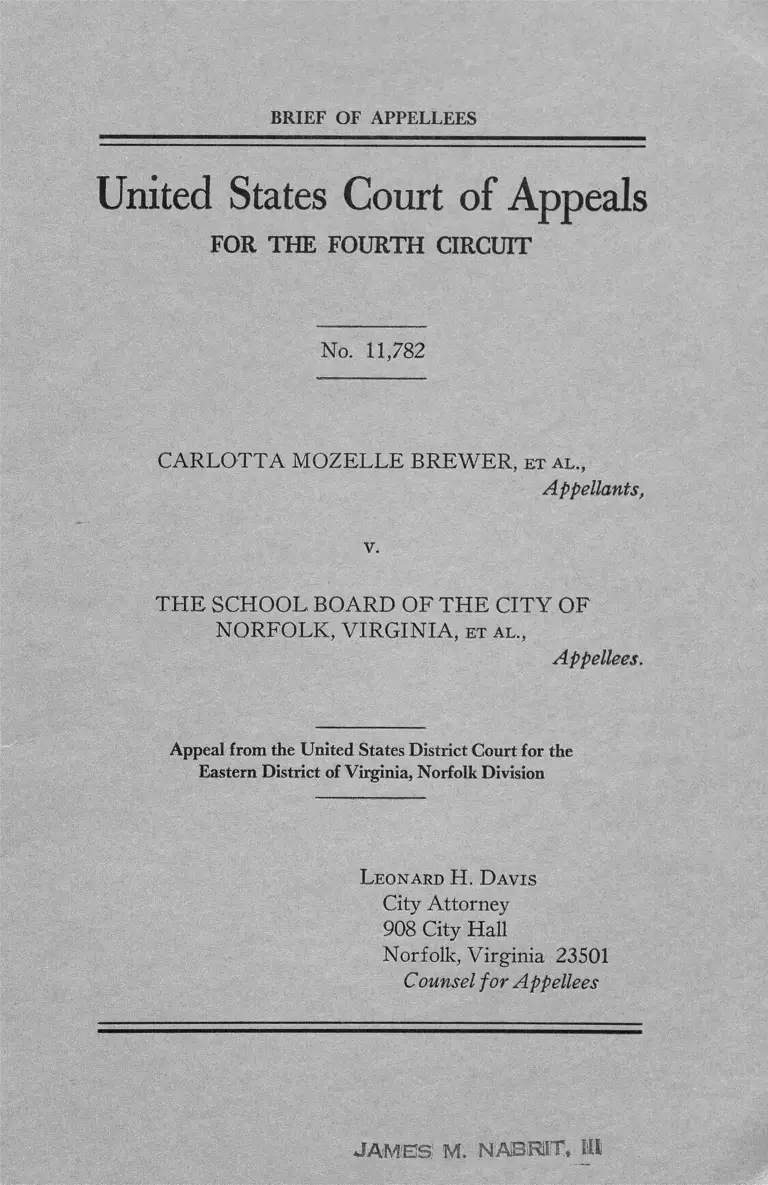 BRIEF OF APPELLEES
United States Court of Appeals
FOR THE FOURTH CIRCUIT
No. 11,782
CARLOTTA MOZELLE BREWER, ET AL.,
Appellants,
v.
THE SCHOOL BOARD OF THE CITY OF
NORFOLK, VIRGINIA, ET AL.,
Appellees.
Appeal from the United States District Court for the
Eastern District of Virginia, Norfolk Division
LEONARD H. DAVIS
City Attorney
908 City Hall
Norfolk, Virginia 23501
Counsel for Appellees
JAMES M. NABRIT, III